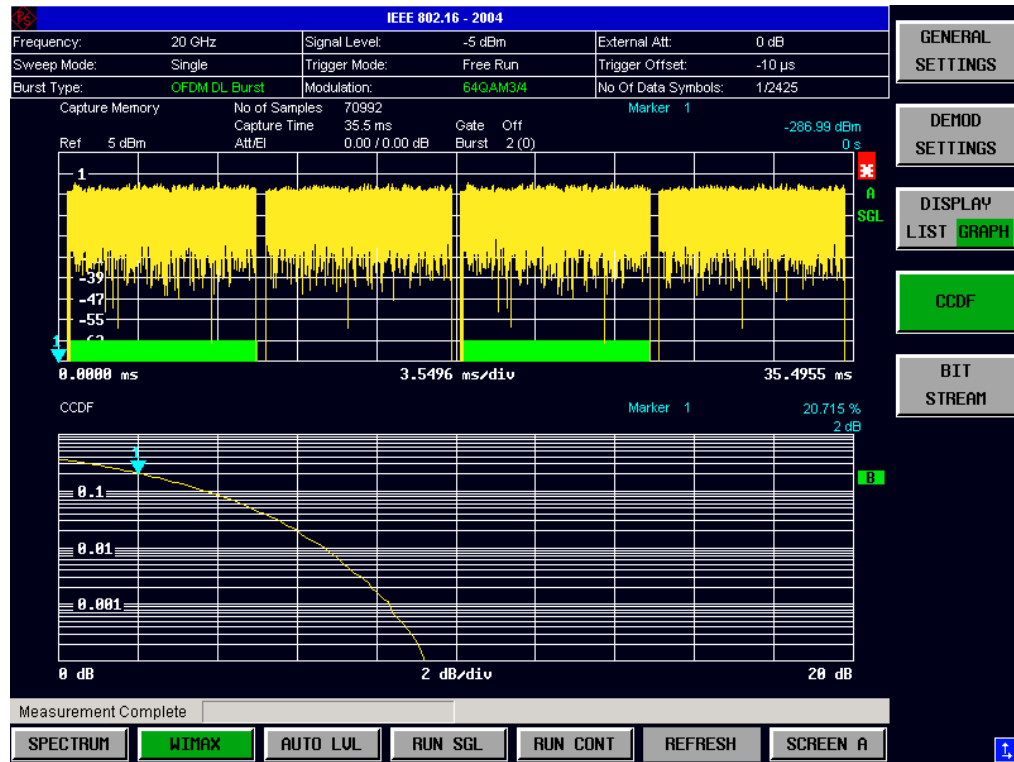 IEEE 802.16 - 2004
Frequency: 20 GHz Signal Level: -5 dBm External Att: 0 dB
Sweep Mode: Single Trigger Mode: Free Run Trigger Offset: -10 µs
Burst Type: OFDM DL Burst Modulation: 64QAM3/4 No Of Data Symbols: 1/2425
Capture Memory No of Samples 70992 Marker 1
Capture Time 35.5 ms Gate Off -286.99 dBm
Ref 5 dBm Att/El 0.00 / 0.00 dB Burst 2 (0) 0 s
1
A
SGL
-39
-47
-55
1
0.0000 ms 3.5496 ms/div 35.4955 ms
CCDF Marker 1 20.715 %
2 dB
1
B
0.1
0.01
0.001
0 dB 2 dB/div 20 dB
Measurement Complete
SPECTRUM WIMAX AUTO LVL RUN SGL RUN CONT REFRESH SCREEN A
GENERAL
SETTINGS
DEMOD
SETTINGS
DISPLAY
LIST GRAPH
CCDF
BIT
STREAM